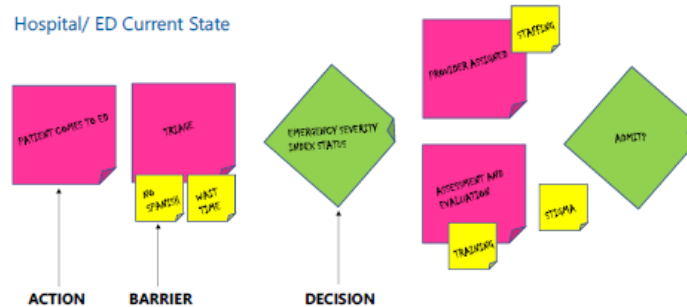 Hospital/ ED Current State
PATIENT COMES TO ED
TRIAGE
NO
SPANISH
WAIT
TIME
EMERGENCY SEVERITY
INDEX STATUS
PROVIDER ASSIGNED
STAFFING
ASSESSMENT AND
EVALUATION
TRAINING
STIGMA
ADMIT?
ACTION
BARRIER
DECISION